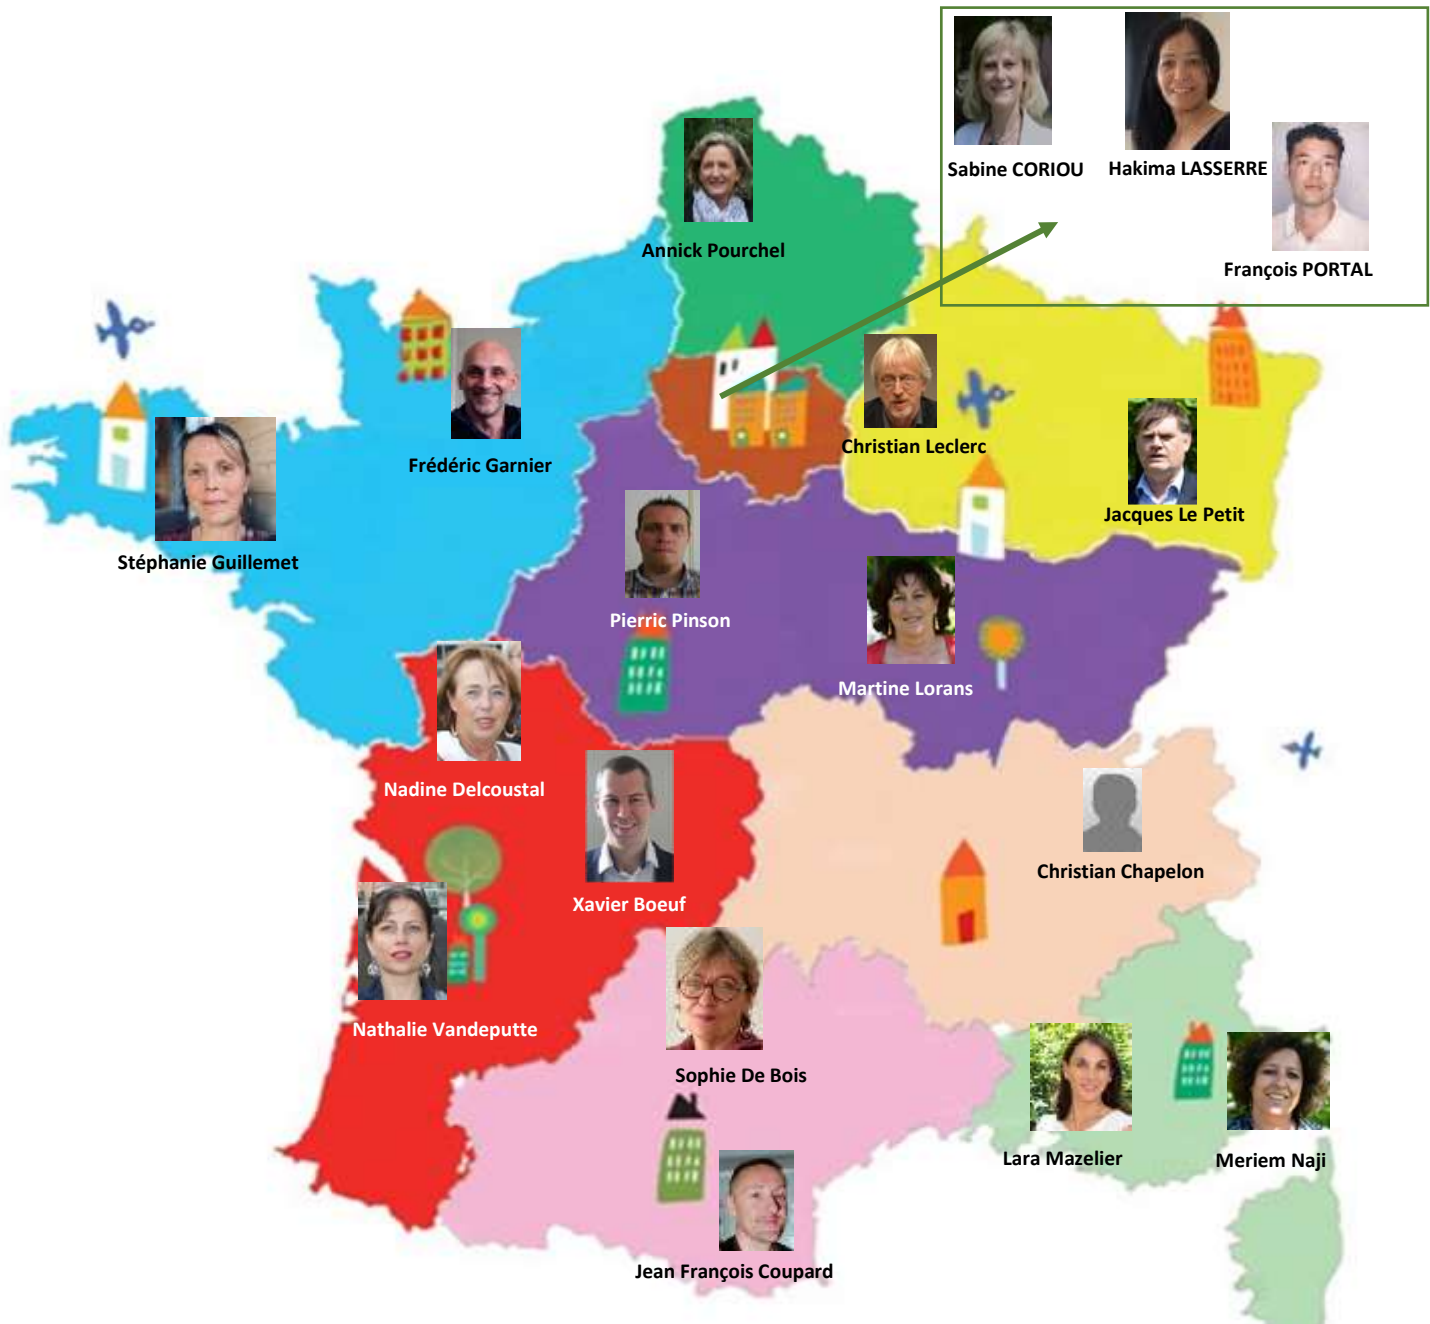 Sabine CORIOU
Hakima LASSERRE
François PORTAL
Annick Pourchel
Christian Leclerc
Frédéric Garnier
Jacques Le Petit
Stéphanie Guillemet
Pierric Pinson
Martine Lorans
Nadine Delcoustal
Christian Chapelon
Xavier Boeuf
Nathalie Vandeputte
Sophie De Bois
Lara Mazelier
Meriem Naji
Jean François Coupard